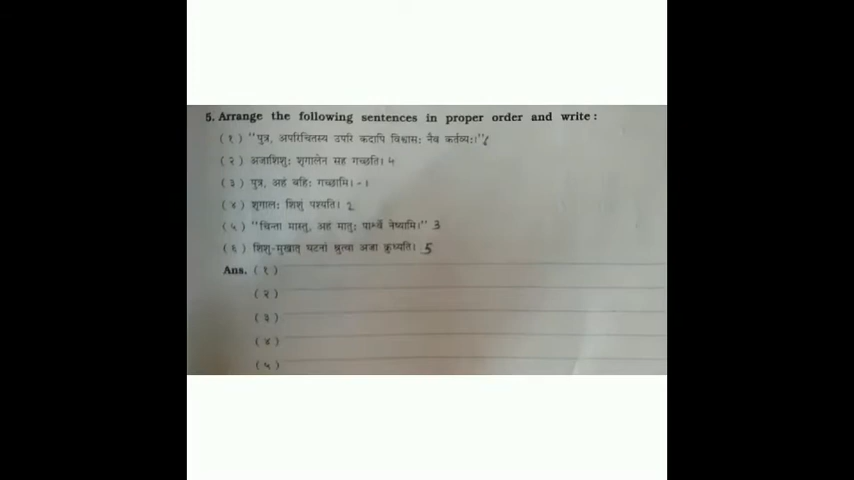 5. Arrange the following sentences in proper order and write :
(१) "पुत्र, अपरिचितस्य उपरि कदापि विश्वासः नैव कर्तव्यः।" 6
(२) अजाशिशुः शृगालेन सह गच्छति। 4
(३) पुत्र, अहं बहिः गच्छामि। - 1
(४) शृगालः शिशुं पश्यति। 2
(५) "चिन्ता मास्तु, अहं मातुः पार्श्वे नेष्यामि।" 3
(६) शिशु-मुखात् घटनां श्रुत्वा अजा क्रुध्यति। 5
Ans. (१)
(२)
(३)
(४)
(५)